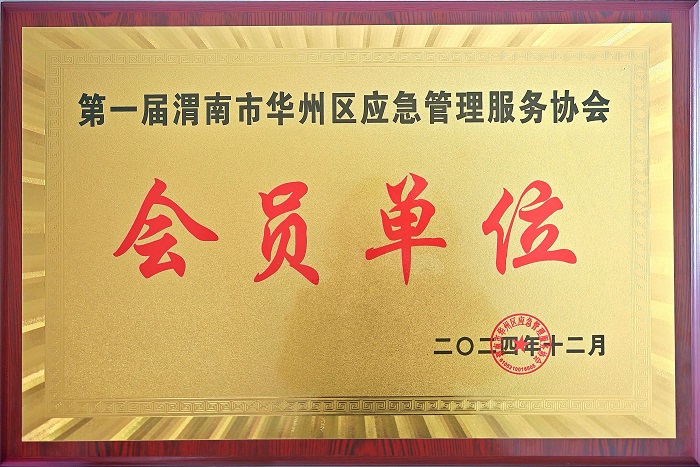 第一届渭南市华州区应急管理服务协会
会员单位
二〇二四年十二月